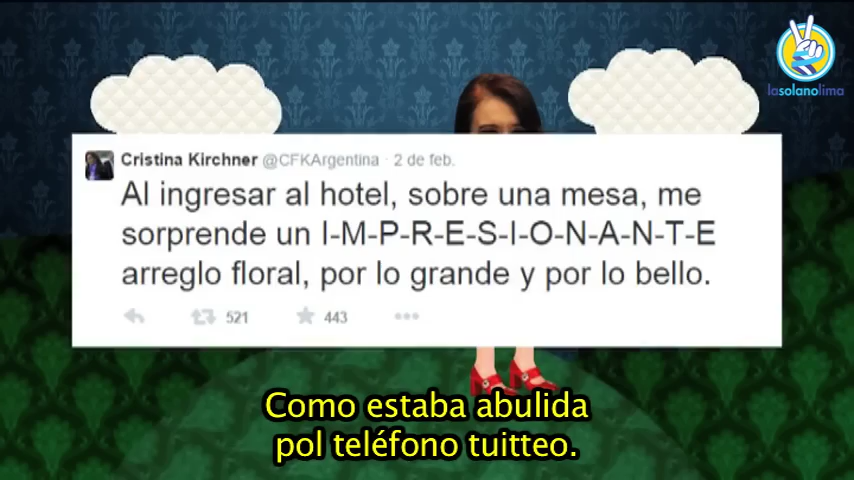 lasolanolima
Cristina Kirchner @CFKArgentina · 2 de feb.
Al ingresar al hotel, sobre una mesa, me
sorprende un I-M-P-R-E-S-I-O-N-A-N-T-E
arreglo floral, por lo grande y por lo bello.
521 443
Como estaba abulida
pol teléfono tuitteo.